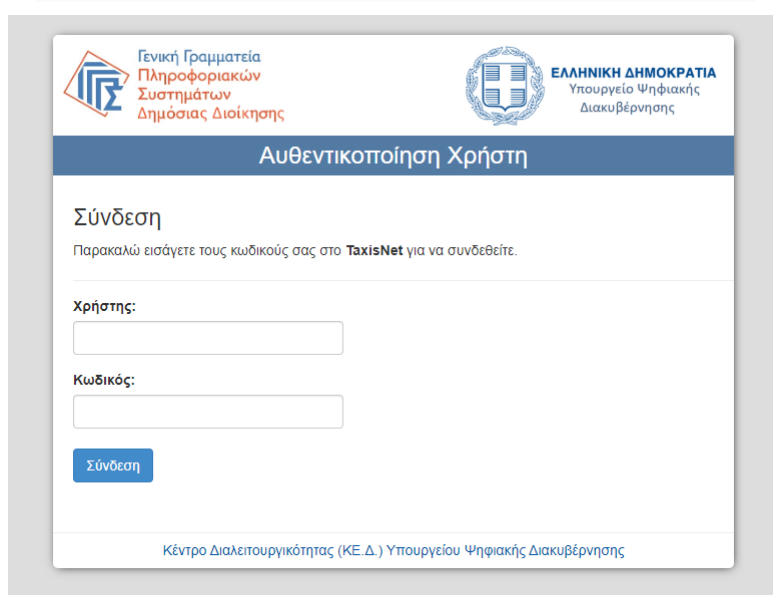 Γενική Γραμματεία
Πληροφοριακών
Συστημάτων
Δημόσιας Διοίκησης
ΕΛΛΗΝΙΚΗ ΔΗΜΟΚΡΑΤΙΑ
Υπουργείο Ψηφιακής
Διακυβέρνησης
Αυθεντικοποίηση Χρήστη
Σύνδεση
Παρακαλώ εισάγετε τους κωδικούς σας στο TaxisNet για να συνδεθείτε.
Χρήστης:
Κωδικός:
Σύνδεση
Κέντρο Διαλειτουργικότητας (ΚΕ.Δ.) Υπουργείου Ψηφιακής Διακυβέρνησης